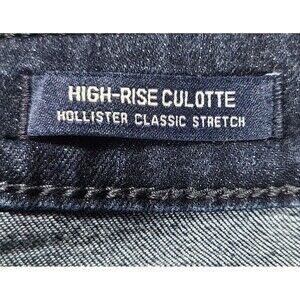 HIGH-RISE CULOTTE
HOLLISTER CLASSIC STRETCH